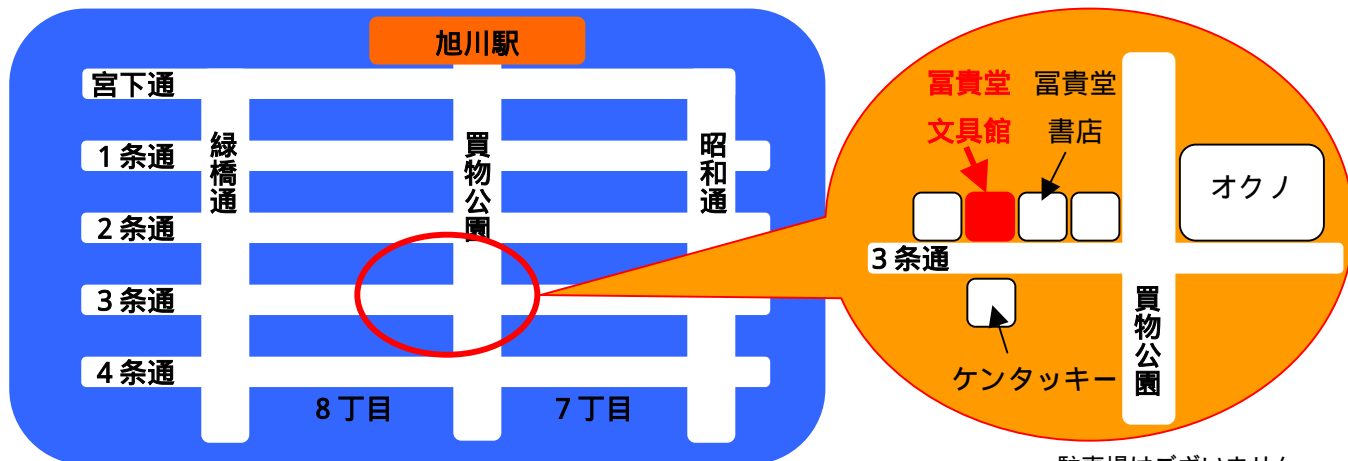 旭川駅
宮下通
1条通
2条通
3条通
4条通
緑橋通
買物公園
昭和通
8丁目
7丁目
冨貴堂
文具館
冨貴堂
書店
オクノ
3条通
買物公園
ケンタッキー